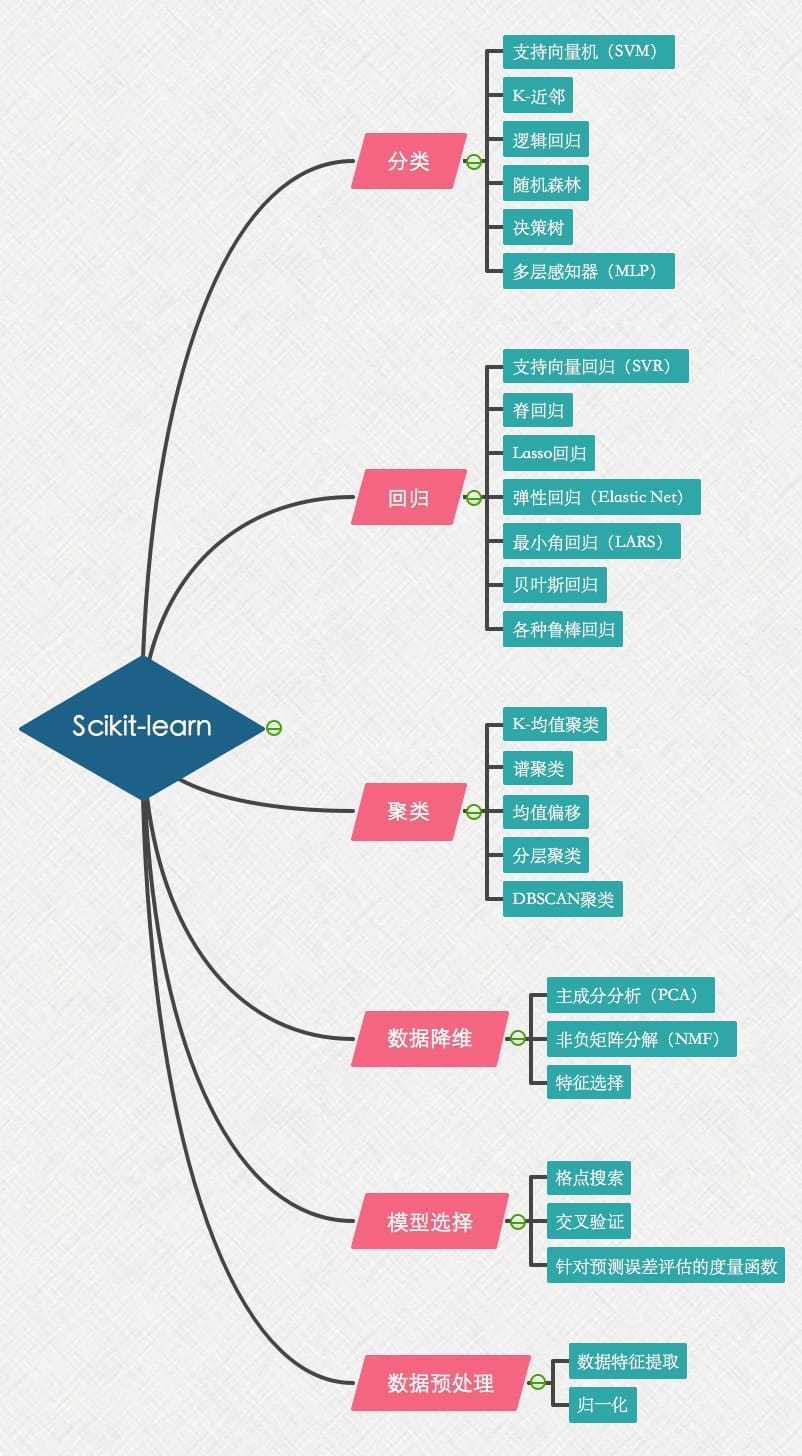 Scikit-learn
分类
支持向量机（SVM）
K-近邻
逻辑回归
随机森林
决策树
多层感知器（MLP）
回归
支持向量回归（SVR）
脊回归
Lasso回归
弹性回归（Elastic Net）
最小角回归（LARS）
贝叶斯回归
各种鲁棒回归
聚类
K-均值聚类
谱聚类
均值偏移
分层聚类
DBSCAN聚类
数据降维
主成分分析（PCA）
非负矩阵分解（NMF）
特征选择
模型选择
格点搜索
交叉验证
针对预测误差评估的度量函数
数据预处理
数据特征提取
归一化